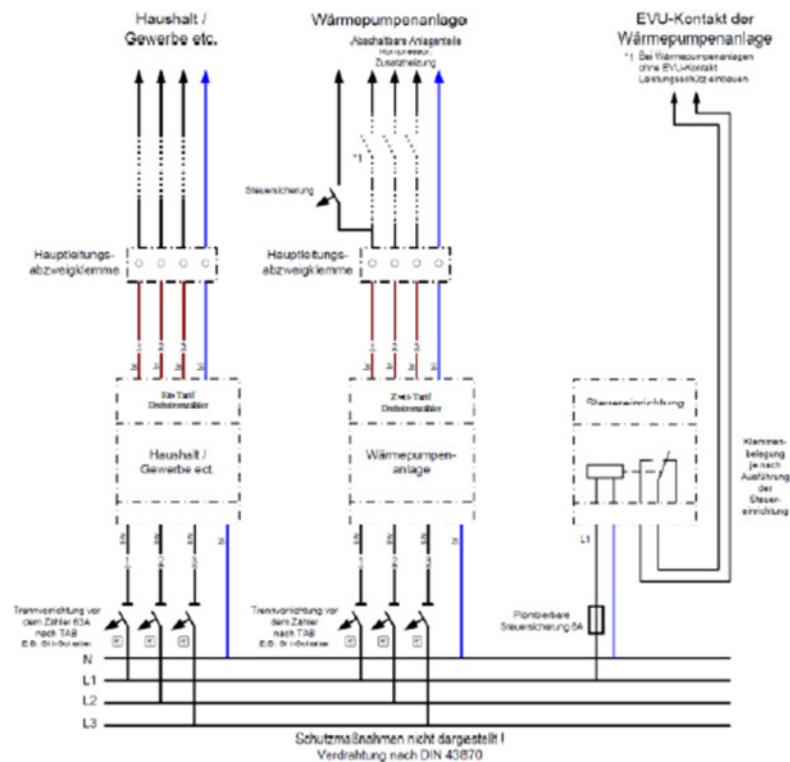 Haushalt /
Gewerbe etc.
Wärmepumpenanlage
Abschaltbare Anlagenteile
Kompressor,
Zusatzheizung
EVU-Kontakt der
Wärmepumpenanlage
*1 Bei Wärmepumpenanlagen
ohne EVU-Kontakt
Leistungsschütz einbauen
*1
Steuersicherung
Hauptleitungs-
abzweigklemme
Hauptleitungs-
abzweigklemme
Ein-Tarif
Drehstromzähler
Zwei-Tarif
Drehstromzähler
Steuereinrichtung
Haushalt /
Gewerbe ect.
Wärmepumpen-
anlage
Klemmen-
belegung
je nach
Ausführung
der
Steuer-
einrichtung
L1
Trennvorrichtung vor
dem Zähler 63A
nach TAB
Trennvorrichtung vor
dem Zähler
nach TAB
Plombierbare
Steuersicherung 6A
N
L1
L2
L3
Schutzmaßnahmen nicht dargestellt !
Verdrahtung nach DIN 43870